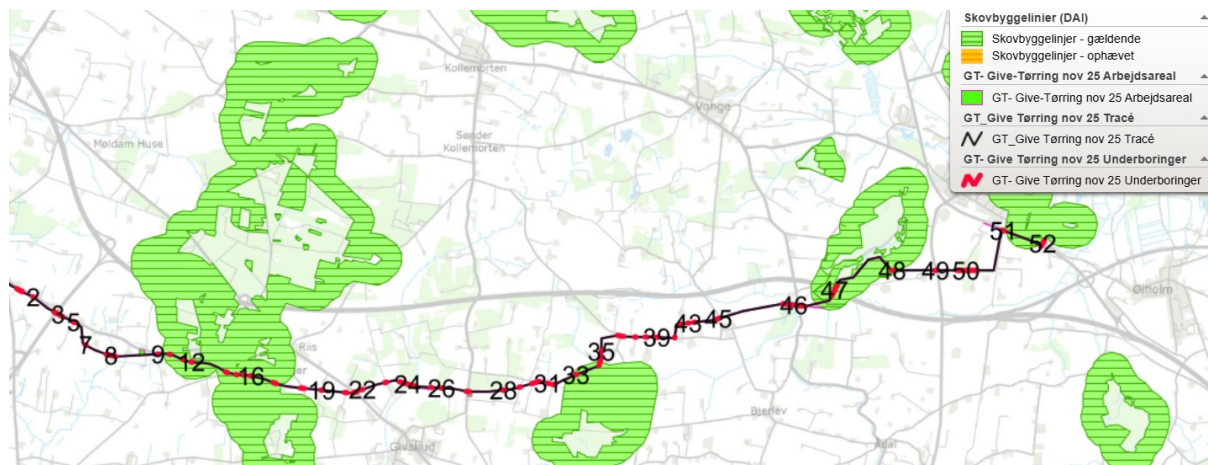 Skovbyggelinier (DAI)
Skovbyggelinjer - gældende
Skovbyggelinjer - ophævet
GT- Give-Tørring nov 25 Arbejdsareal
GT- Give-Tørring nov 25 Arbejdsareal
GT_Give Tørring nov 25 Tracé
GT_Give Tørring nov 25 Tracé
GT- Give Tørring nov 25 Underboringer
GT- Give Tørring nov 25 Underboringer
Kollemorten
Vonge
Møldam Huse
Sønder
Kollemorten
51
52
48
49
50
47
Ølholm
2
46
3
5
43
45
39
7
35
8
9
Riis
12
33
16
31
19
22
24
26
28
Bjerlev
Givskud